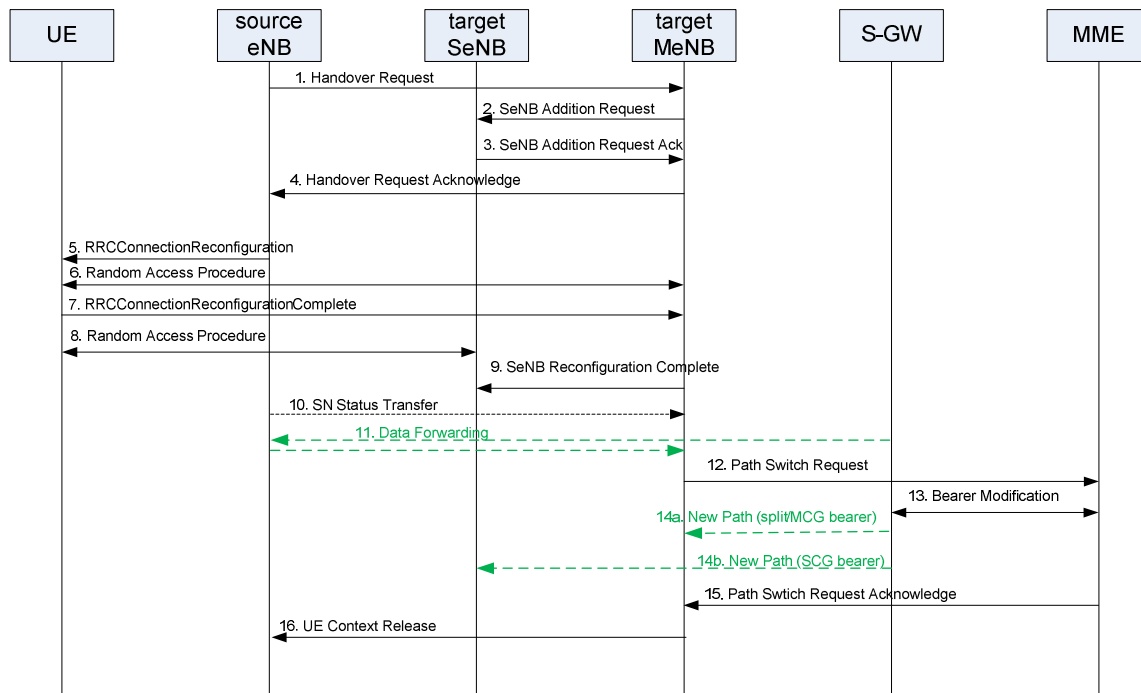 UE
source
eNB
target
SeNB
target
MeNB
S-GW
MME
1. Handover Request
2. SeNB Addition Request
3. SeNB Addition Request Ack
4. Handover Request Acknowledge
5. RRCConnectionReconfiguration
6. Random Access Procedure
7. RRCConnectionReconfigurationComplete
8. Random Access Procedure
9. SeNB Reconfiguration Complete
10. SN Status Transfer
11. Data Forwarding
12. Path Switch Request
13. Bearer Modification
14a. New Path (split/MCG bearer)
14b. New Path (SCG bearer)
15. Path Swtich Request Acknowledge
16. UE Context Release